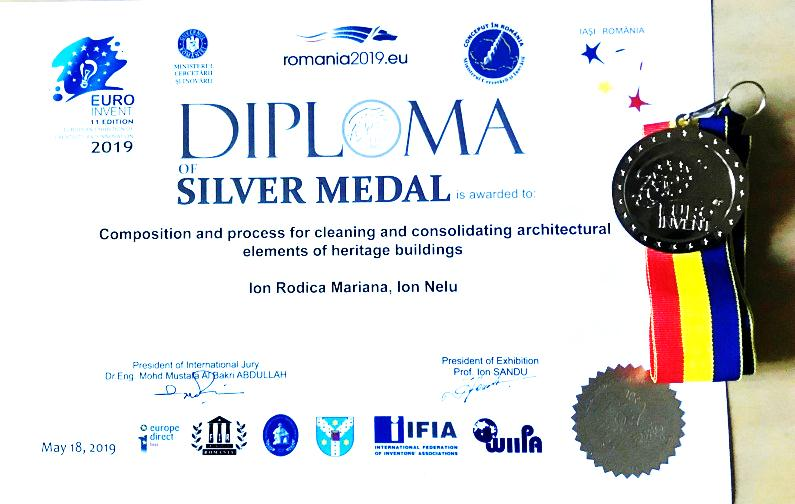 IAȘI ROMÂNIA
CONCEPUT ÎN ROMÂNIA
romania2019.eu
MINISTERUL
CERCETĂRII
ȘI INOVĂRII
EURO
INVENT
11 EDITION
2019
DIPLOMA
OF
SILVER MEDAL is awarded to:
Composition and process for cleaning and consolidating architectural
elements of heritage buildings
Ion Rodica Mariana, Ion Nelu
EURO
INVENT
President of International Jury
Dr.Eng. Mohd Mustafa Al Bakri ABDULLAH
President of Exhibition
Prof. Ion SANDU
May 18, 2019
europe
direct
ROMANIA
IFIA
INTERNATIONAL FEDERATION
OF INVENTORS' ASSOCIATIONS
WIIPA